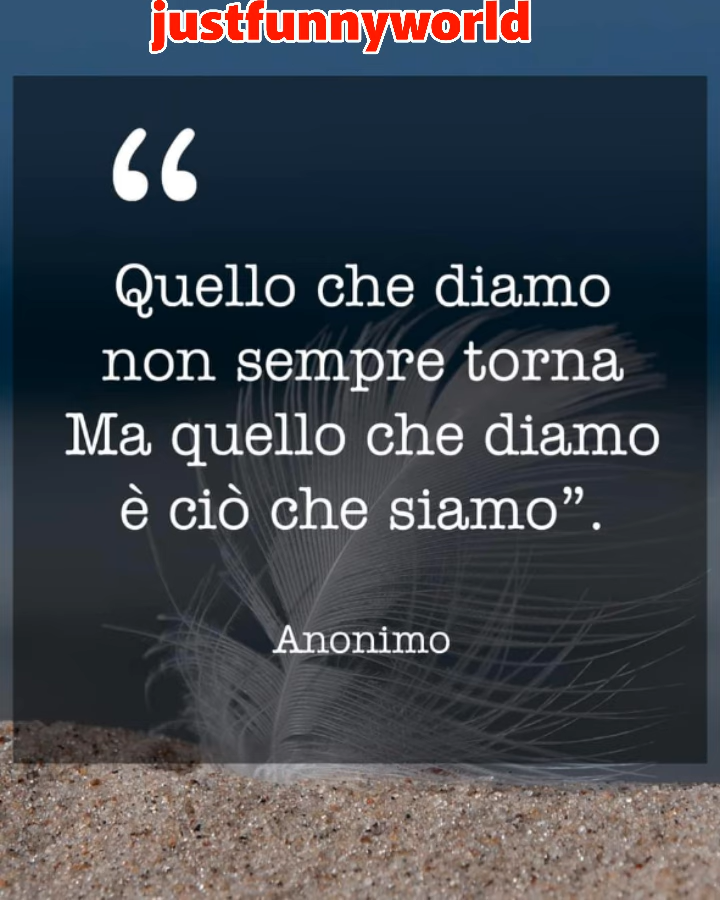 justfunnyworld
“
Quello che diamo
non sempre torna
Ma quello che diamo
è ciò che siamo”.
Anonimo